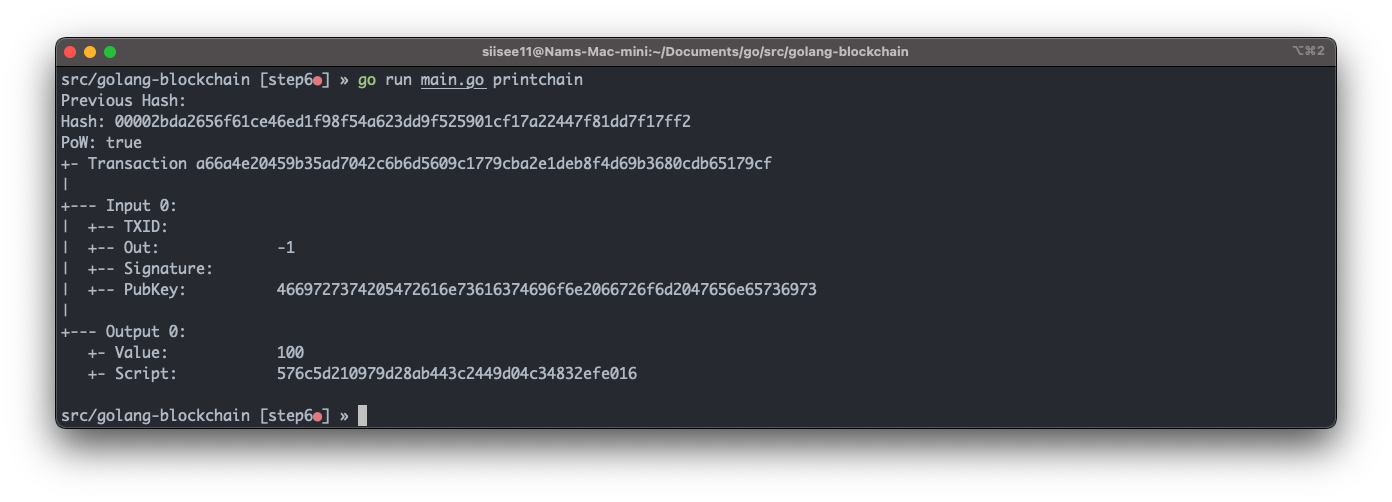 siisee11@Nams-Mac-mini:~/Documents/go/src/golang-blockchain
⌥⌘2
src/golang-blockchain [step6●] » go run main.go printchain
Previous Hash:
Hash: 00002bda2656f61ce46ed1f98f54a623dd9f525901cf17a22447f81dd7f17ff2
PoW: true
+- Transaction a66a4e20459b35ad7042c6b6d5609c1779cba2e1deb8f4d69b3680cdb65179cf
|
+--- Input 0:
|  +-- TXID:
|  +-- Out:             -1
|  +-- Signature:
|  +-- PubKey:          4669727374205472616e73616374696f6e2066726f6d2047656e65736973
|
+--- Output 0:
   +- Value:            100
   +- Script:           576c5d210979d28ab443c2449d04c34832efe016
src/golang-blockchain [step6●] »